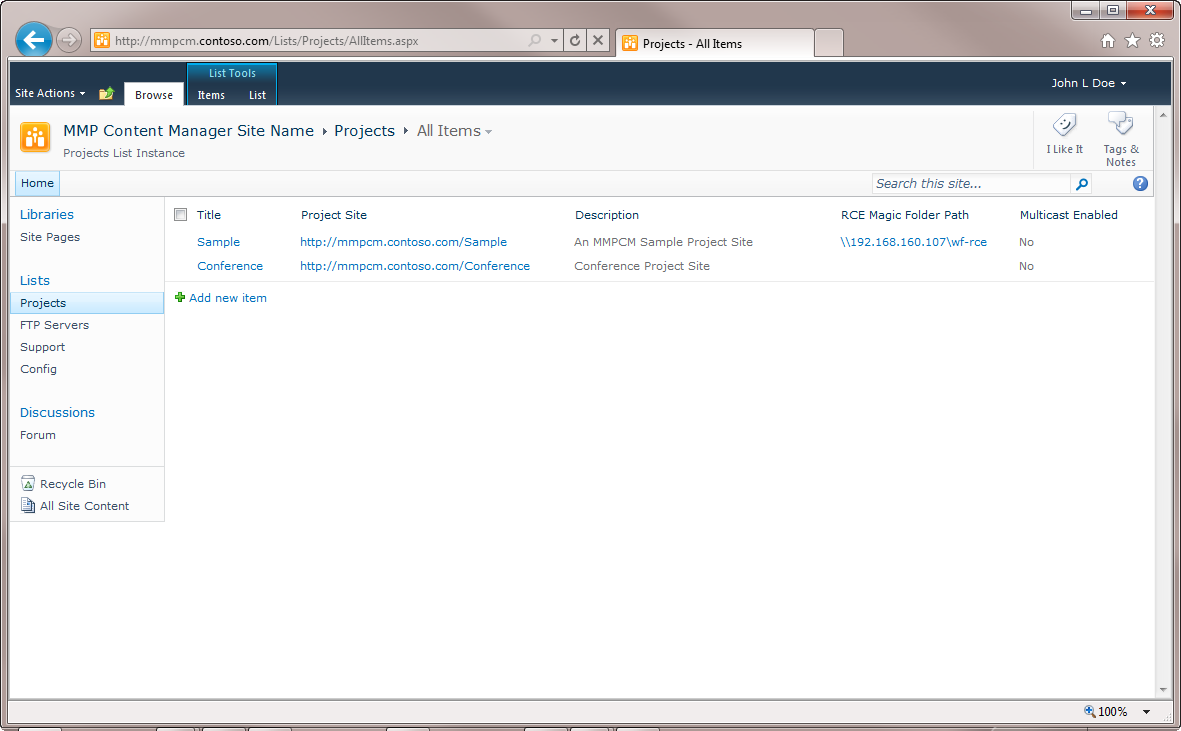 http://mmpcm.contoso.com/Lists/Projects/AllItems.aspx
Projects - All Items
List Tools
John L Doe
Site Actions
Browse
Items
List
MMP Content Manager Site Name
Projects
All Items
Projects List Instance
I Like It
Tags &
Notes
Home
Search this site...
Libraries
Site Pages
Lists
Projects
FTP Servers
Support
Config
Discussions
Forum
Recycle Bin
All Site Content
Title Project Site Description RCE Magic Folder Path Multicast Enabled
Sample http://mmpcm.contoso.com/Sample An MMPCM Sample Project Site \\192.168.160.107\wf-rce No
Conference http://mmpcm.contoso.com/Conference Conference Project Site No
Add new item
100%